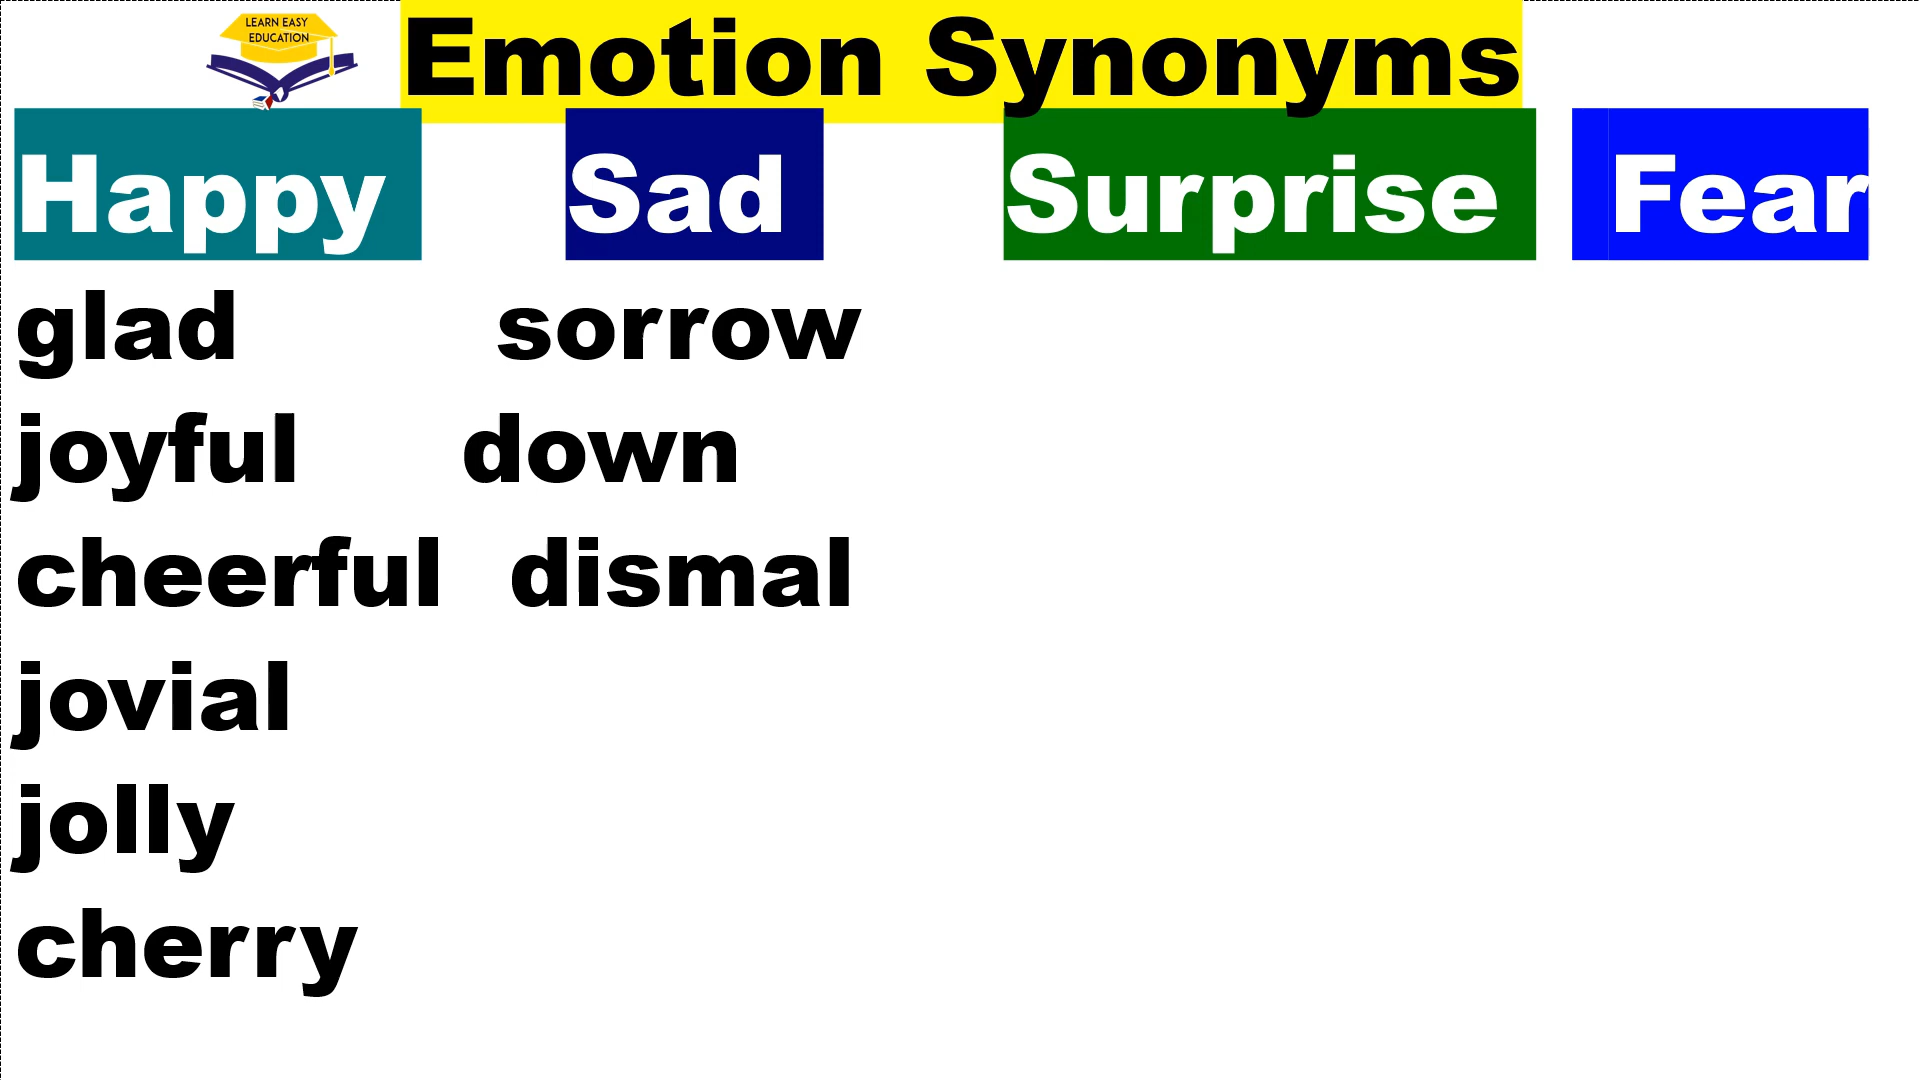 LEARN EASY
EDUCATION
Emotion Synonyms
Happy Sad Surprise Fear
glad sorrow
joyful down
cheerful dismal
jovial
jolly
cherry